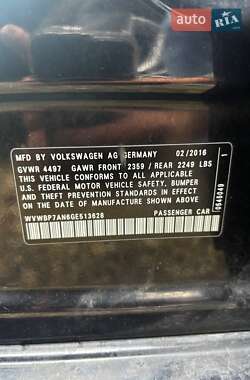 AUTO RIA
MFD BY VOLKSWAGEN AG GERMANY 02/2016
GVWR 4497 GAWR FRONT 2359 / REAR 2249 LBS
THIS VEHICLE CONFORMS TO ALL APPLICABLE
U.S. FEDERAL MOTOR VEHICLE SAFETY, BUMPER
AND THEFT PREVENTION STANDARDS IN EFFECT
ON THE DATE OF MANUFACTURE SHOWN ABOVE
WVWBP7AN6GE513628 PASSENGER CAR